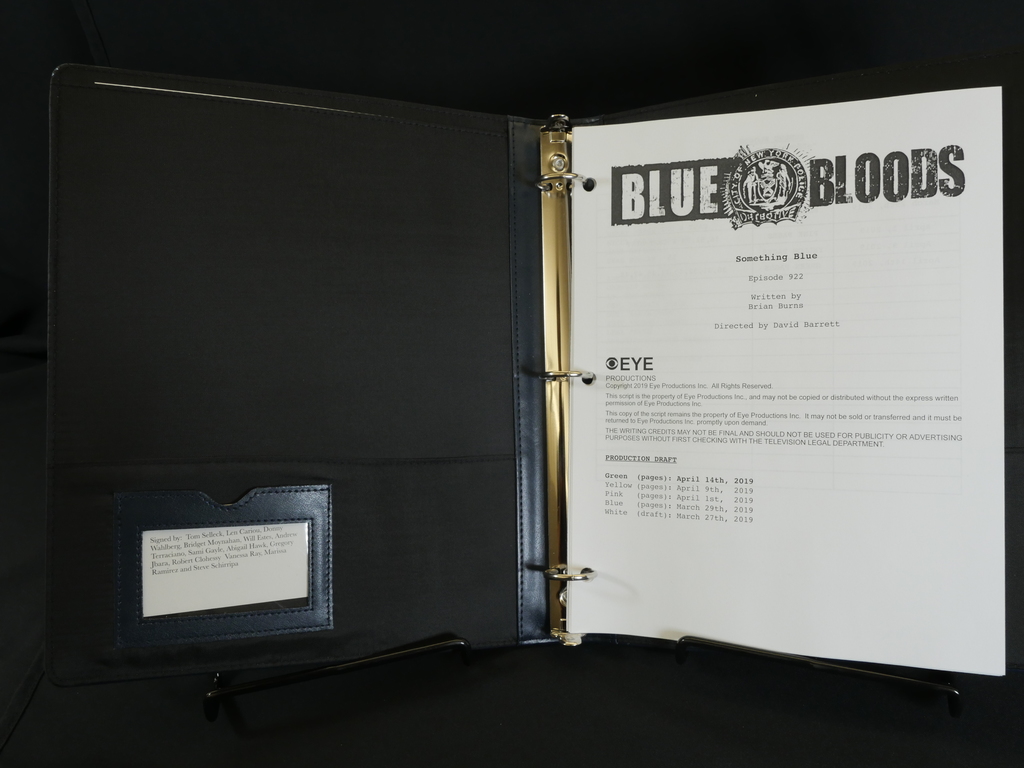 Signed by: Tom Selleck, Len Cariou, Donny
Wahlberg, Bridget Moynahan, Will Estes, Andrew
Terraciano, Sami Gayle, Abigail Hawk, Gregory
Jbara, Robert Clohessy Vanessa Ray, Marisa
Ramirez and Steve Schirripa
BLUE BLOODS
CITY OF NEW YORK POLICE
DETECTIVE
Something Blue
Episode 922
Written by
Brian Burns
Directed by David Barrett
EYE
PRODUCTIONS
Copyright 2019 Eye Productions Inc. All Rights Reserved.
This script is the property of Eye Productions Inc., and may not be copied or distributed without the express written
permission of Eye Productions Inc.
This copy of the script remains the property of Eye Productions Inc. It may not be sold or transferred and it must be
returned to Eye Productions Inc. promptly upon demand.
THE WRITING CREDITS MAY NOT BE FINAL AND SHOULD NOT BE USED FOR PUBLICITY OR ADVERTISING
PURPOSES WITHOUT FIRST CHECKING WITH THE TELEVISION LEGAL DEPARTMENT.
PRODUCTION DRAFT
Green (pages): April 14th, 2019
Yellow (pages): April 9th, 2019
Pink (pages): April 1st, 2019
Blue (pages): March 29th, 2019
White (draft): March 27th, 2019